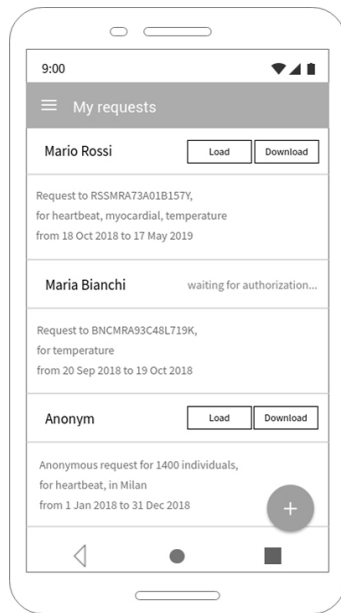 9:00
My requests
Mario Rossi Load Download
Request to RSSMRA73A01B157Y,
for heartbeat, myocardial, temperature
from 18 Oct 2018 to 17 May 2019
Maria Bianchi waiting for authorization...
Request to BNCMRA93C48L719K,
for temperature
from 20 Sep 2018 to 19 Oct 2018
Anonym Load Download
Anonymous request for 1400 individuals,
for heartbeat, in Milan
from 1 Jan 2018 to 31 Dec 2018
+